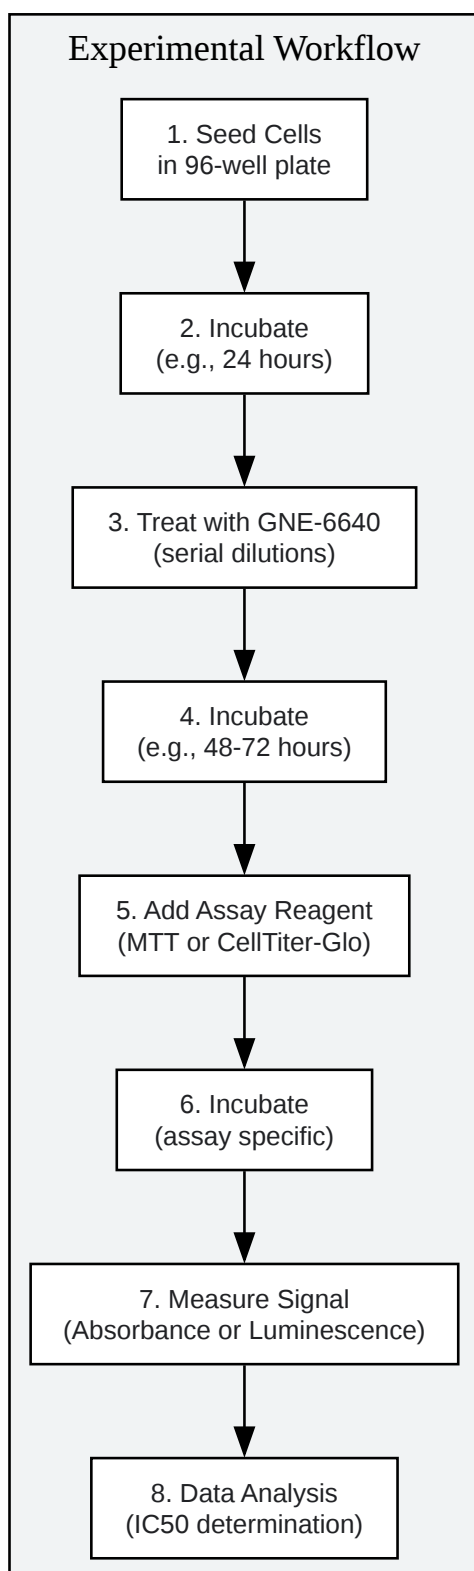 Experimental Workflow
1. Seed Cells
in 96-well plate
2. Incubate
(e.g., 24 hours)
3. Treat with GNE-6640
(serial dilutions)
4. Incubate
(e.g., 48-72 hours)
5. Add Assay Reagent
(MTT or CellTiter-Glo)
6. Incubate
(assay specific)
7. Measure Signal
(Absorbance or Luminescence)
8. Data Analysis
(IC50 determination)